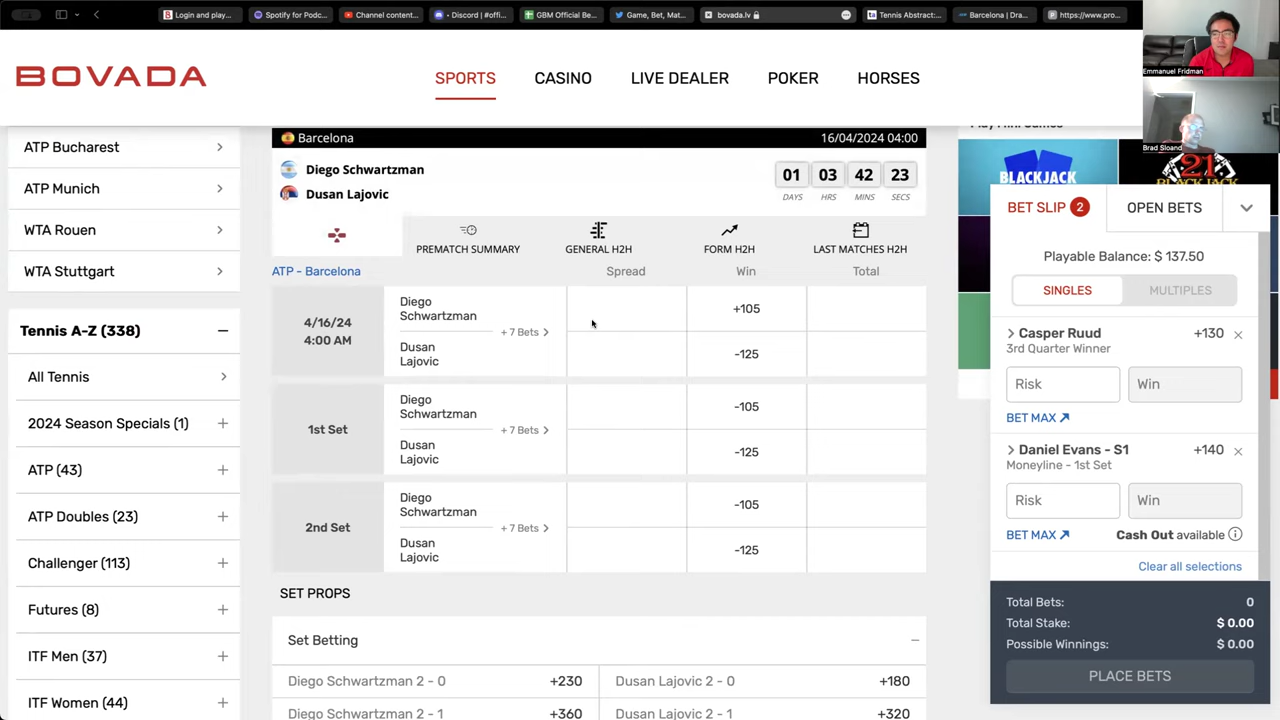 Login and play...
Spotify for Podc...
Channel content...
Discord | #offi...
GBM Official Be...
Game, Bet, Mat...
bovada.lv
Tennis Abstract:...
Barcelona | Dra...
https://www.pro...
BOVADA
SPORTS
CASINO
LIVE DEALER
POKER
HORSES
Emmanuel Fridman
Brad Sloand
ATP Bucharest
ATP Munich
WTA Rouen
WTA Stuttgart
Tennis A-Z (338)
All Tennis
2024 Season Specials (1)
ATP (43)
ATP Doubles (23)
Challenger (113)
Futures (8)
ITF Men (37)
ITF Women (44)
Barcelona
16/04/2024 04:00
Diego Schwartzman
Dusan Lajovic
01 03 42 23
DAYS HRS MINS SECS
PREMATCH SUMMARY
GENERAL H2H
FORM H2H
LAST MATCHES H2H
ATP - Barcelona
Spread
Win
Total
4/16/24
4:00 AM
Diego
Schwartzman
+ 7 Bets
Dusan
Lajovic
+105
-125
1st Set
Diego
Schwartzman
+ 7 Bets
Dusan
Lajovic
-105
-125
2nd Set
Diego
Schwartzman
+ 7 Bets
Dusan
Lajovic
-105
-125
SET PROPS
Set Betting
Diego Schwartzman 2 - 0
+230
Dusan Lajovic 2 - 0
+180
Diego Schwartzman 2 - 1
+360
Dusan Lajovic 2 - 1
+320
BLACKJACK
21
BET SLIP 2
OPEN BETS
Playable Balance: $ 137.50
SINGLES
MULTIPLES
Casper Ruud
+130
3rd Quarter Winner
Risk
Win
BET MAX
Daniel Evans - S1
+140
Moneyline - 1st Set
Risk
Win
BET MAX
Cash Out available
Clear all selections
Total Bets:
0
Total Stake:
$ 0.00
Possible Winnings:
$ 0.00
PLACE BETS